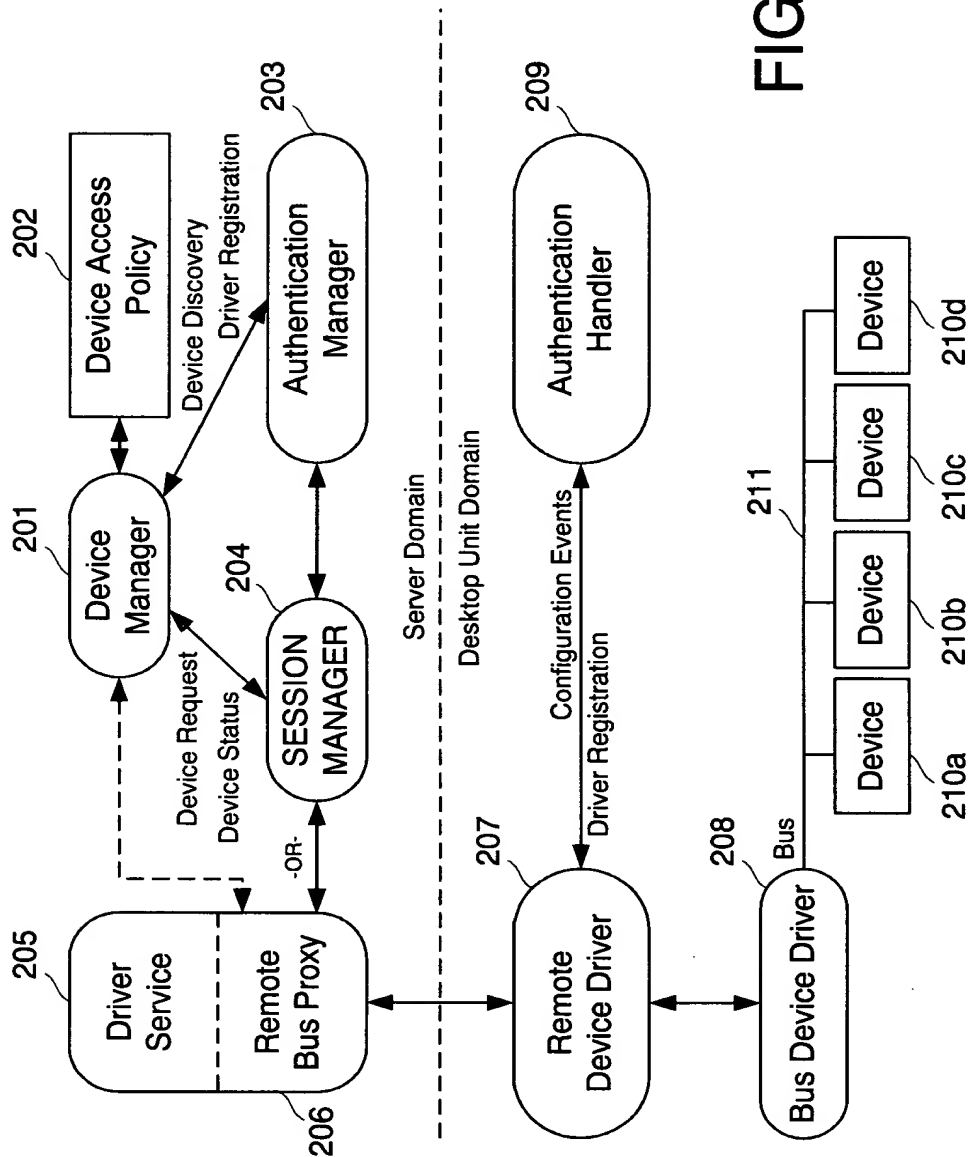 205
Driver
Service
Remote
Bus Proxy
206
201
Device
Manager
202
Device Access
Policy
Device Discovery
Driver Registration
203
Authentication
Manager
Device Request
Device Status
204
SESSION
MANAGER
-OR-
Server Domain
Desktop Unit Domain
207
Remote
Device Driver
Configuration Events
Driver Registration
209
Authentication
Handler
208
Bus Device Driver
Bus
211
Device
210a
Device
210b
Device
210c
Device
210d
FIG